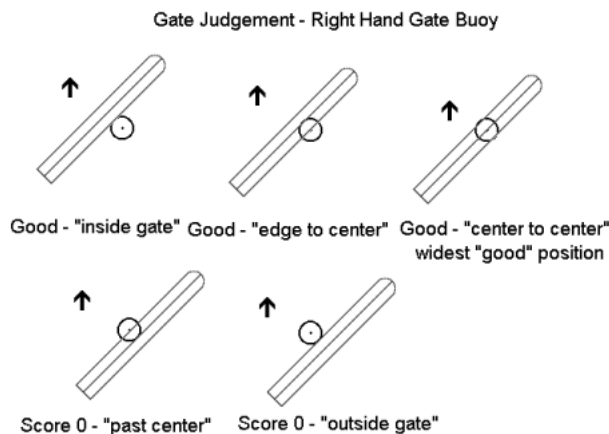 Gate Judgement - Right Hand Gate Buoy
Good - "inside gate"
Good - "edge to center"
Good - "center to center"
widest "good" position
Score 0 - "past center"
Score 0 - "outside gate"